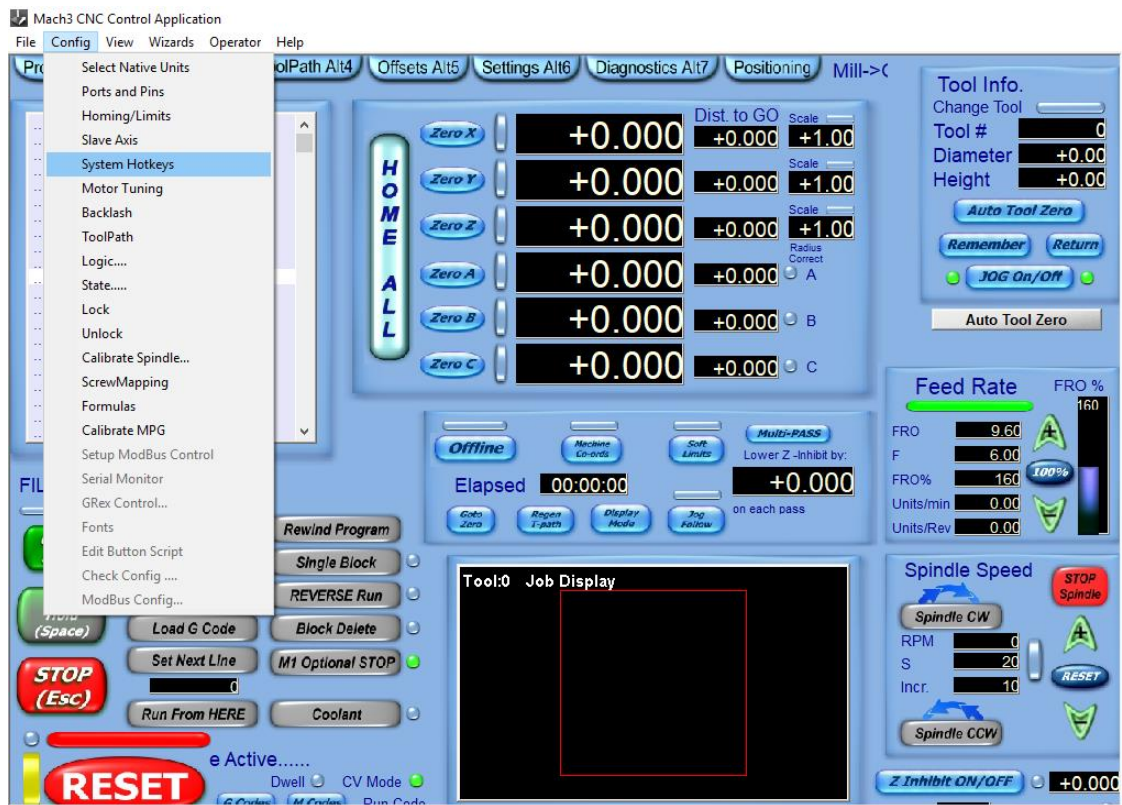 Mach3 CNC Control Application
File Config View Wizards Operator Help
Select Native Units
Ports and Pins
Homing/Limits
Slave Axis
System Hotkeys
Motor Tuning
Backlash
ToolPath
Logic....
State.....
Lock
Unlock
Calibrate Spindle...
ScrewMapping
Formulas
Calibrate MPG
Setup ModBus Control
Serial Monitor
GRex Control...
Fonts
Edit Button Script
Check Config ....
ModBus Config...
Offsets Alt5 Settings Alt6 Diagnostics Alt7 Positioning Mill->
HOME ALL
Dist. to GO
Zero X +0.000 +0.000 Scale +1.00
Zero Y +0.000 +0.000 Scale +1.00
Zero Z +0.000 +0.000 Scale +1.00
Radius Correct
Zero A +0.000 +0.000 A
Zero B +0.000 +0.000 B
Zero C +0.000 +0.000 C
Tool Info.
Change Tool
Tool # 0
Diameter +0.00
Height +0.00
Auto Tool Zero
Remember Return
JOG On/Off
Auto Tool Zero
Offline
Machine Co-ords
Soft Limits
Multi-PASS
Lower Z -Inhibit by:
+0.000
on each pass
Elapsed 00:00:00
Goto Zero
Regen T-path
Display Mode
Jog Follow
Feed Rate
FRO %
160
FRO 9.60
F 6.00
FRO% 160
100%
Units/min 0.00
Units/Rev 0.00
Rewind Program
Single Block
REVERSE Run
(Space)
Load G Code
Block Delete
STOP
(Esc)
Set Next Line
0
M1 Optional STOP
Run From HERE
Coolant
RESET
e Active......
Dwell CV Mode
G Codes M Codes Run Code
Tool:0 Job Display
Spindle Speed
STOP
Spindle
Spindle CW
RPM 0
S 20
Incr. 10
RESET
Spindle CCW
Z Inhibit ON/OFF +0.000